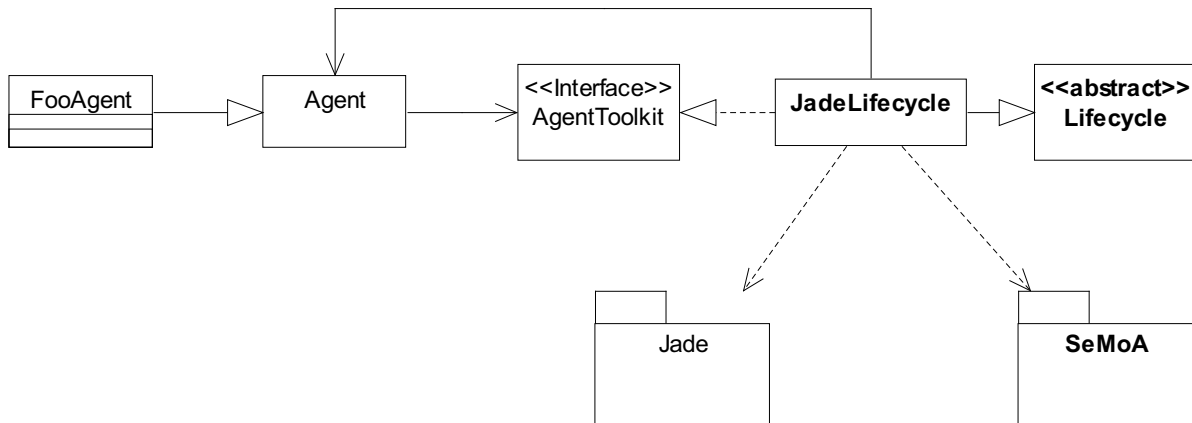 FooAgent
Agent
<<Interface>>
AgentToolkit
JadeLifecycle
<<abstract>>
Lifecycle
Jade
SeMoA